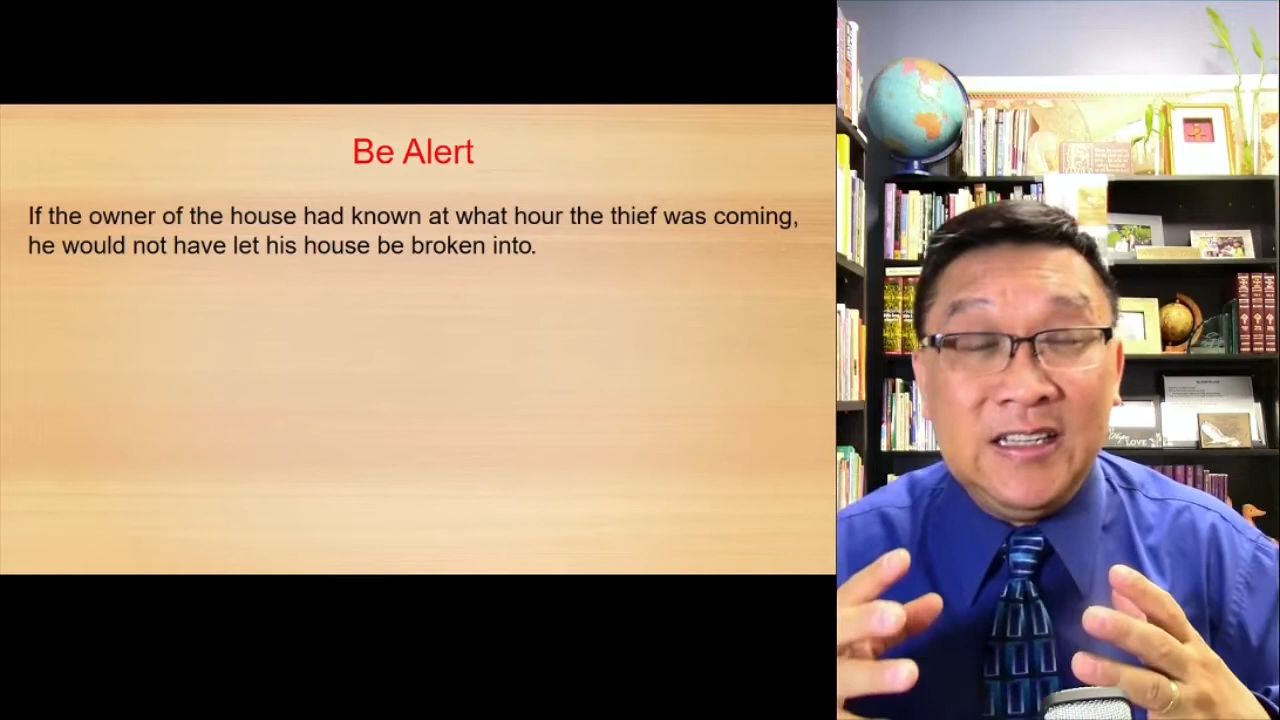 Be Alert
If the owner of the house had known at what hour the thief was coming,
he would not have let his house be broken into.
LOVE